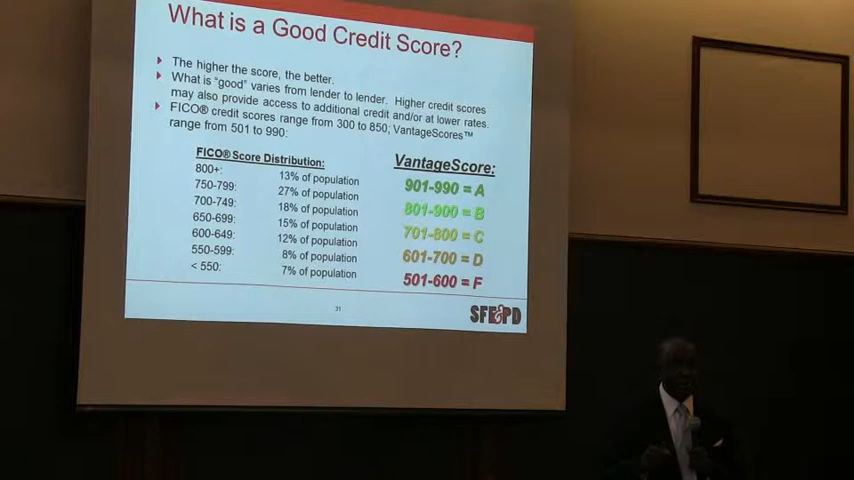 What is a Good Credit Score?
The higher the score, the better.
What is "good" varies from lender to lender. Higher credit scores
may also provide access to additional credit and/or at lower rates.
FICO® credit scores range from 300 to 850; VantageScores™
range from 501 to 990:
FICO® Score Distribution:
800+: 13% of population
750-799: 27% of population
700-749: 18% of population
650-699: 15% of population
600-649: 12% of population
550-599: 8% of population
< 550: 7% of population
VantageScore:
901-990 = A
801-900 = B
701-800 = C
601-700 = D
501-600 = F
31
SFE&PD